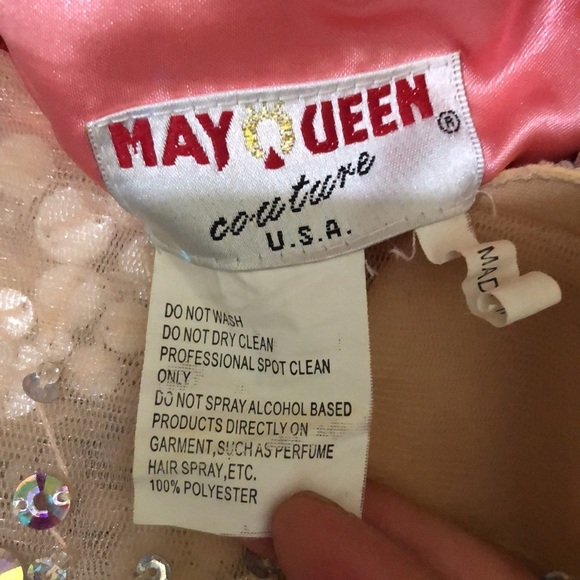 MAY QUEEN ®
couture
U.S.A.
MAD
DO NOT WASH
DO NOT DRY CLEAN
PROFESSIONAL SPOT CLEAN
ONLY
DO NOT SPRAY ALCOHOL BASED
PRODUCTS DIRECTLY ON
GARMENT,SUCH AS PERFUME
HAIR SPRAY,ETC.
100% POLYESTER